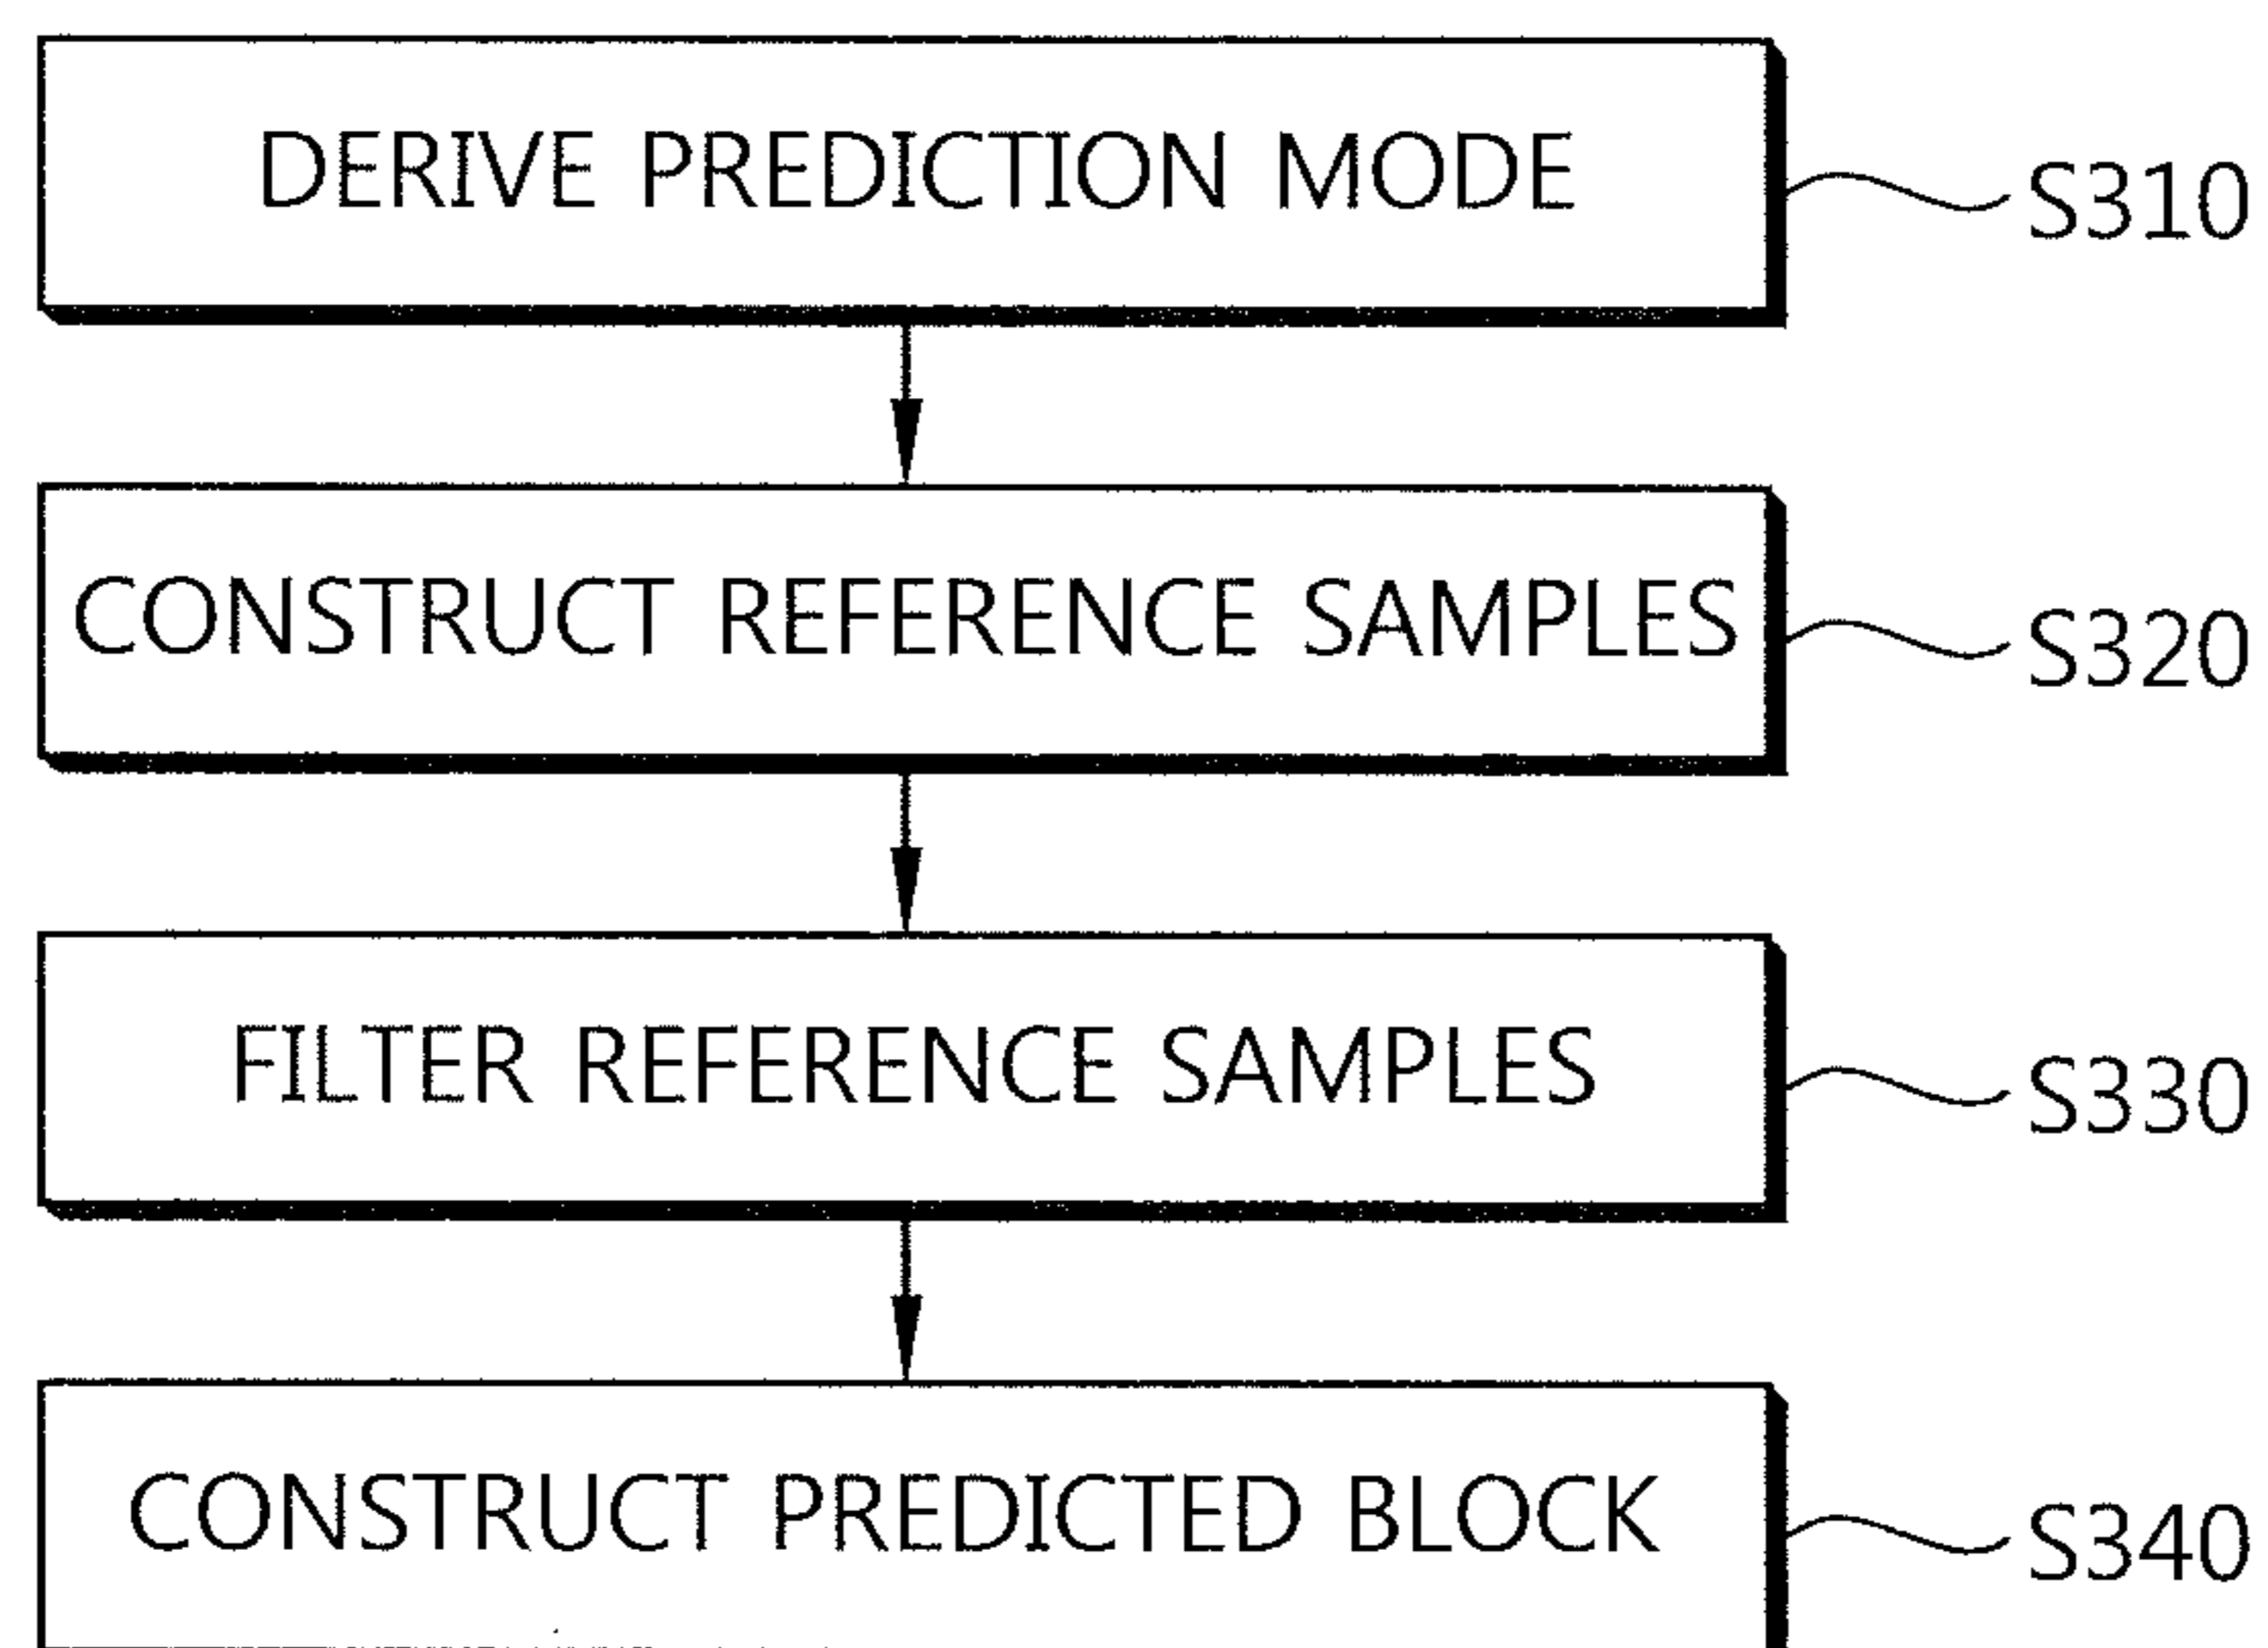 DERIVE PREDICTION MODE
S310
CONSTRUCT REFERENCE SAMPLES
S320
FILTER REFERENCE SAMPLES
S330
CONSTRUCT PREDICTED BLOCK
S340